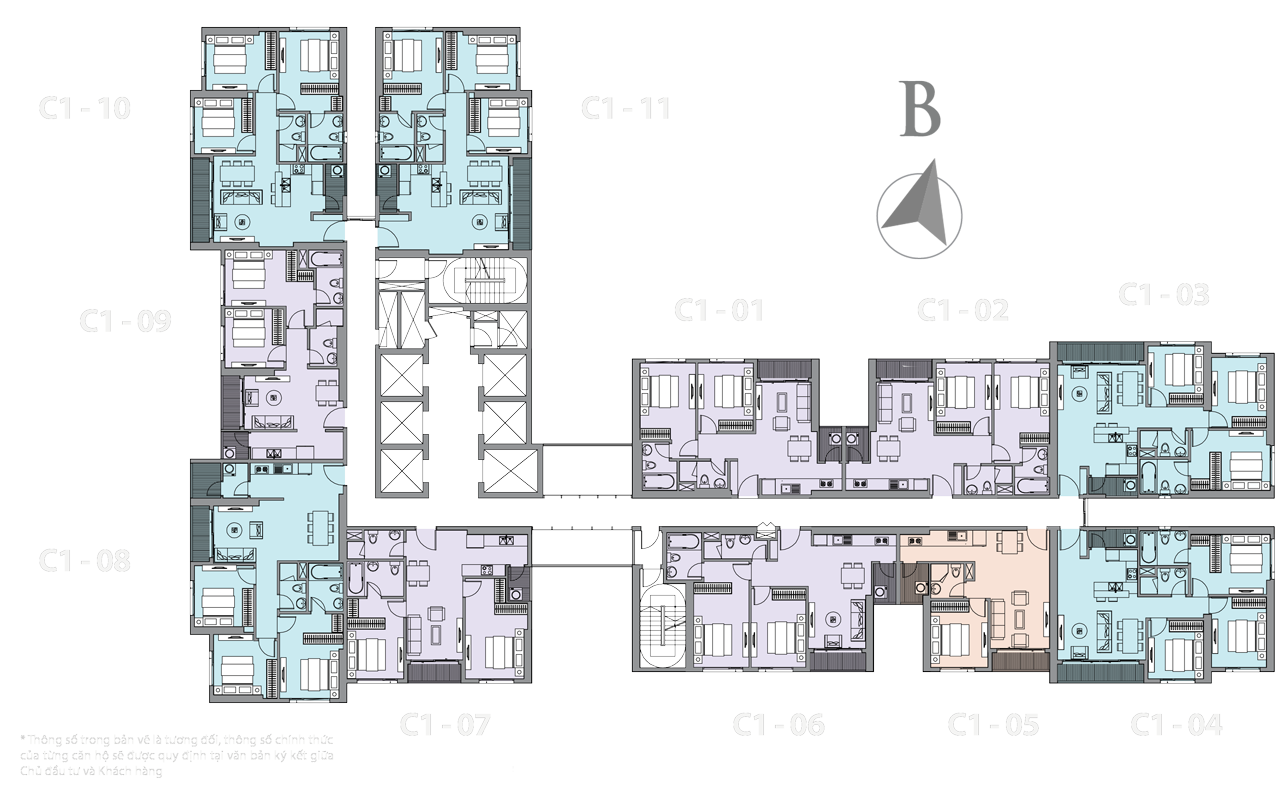 B
C1 - 10
C1 - 11
C1 - 09
C1 - 01
C1 - 02
C1 - 03
C1 - 08
C1 - 07
C1 - 06
C1 - 05
C1 - 04
* Thông số trong bản vẽ là tương đối, thông số chính thức
của từng căn hộ sẽ được quy định tại văn bản ký kết giữa
Chủ đầu tư và Khách hàng